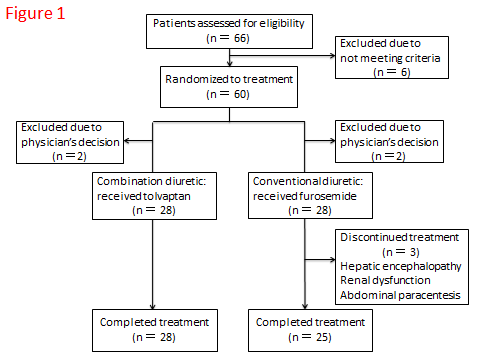 Figure 1
Patients assessed for eligibility
(n = 66)
Excluded due to
not meeting criteria
(n = 6)
Randomized to treatment
(n = 60)
Excluded due to
physician's decision
(n =2)
Excluded due to
physician's decision
(n =2)
Combination diuretic:
received tolvaptan
(n = 28)
Conventional diuretic:
received furosemide
(n = 28)
Discontinued treatment
(n = 3)
Hepatic encephalopathy
Renal dysfunction
Abdominal paracentesis
Completed treatment
(n = 28)
Completed treatment
(n = 25)